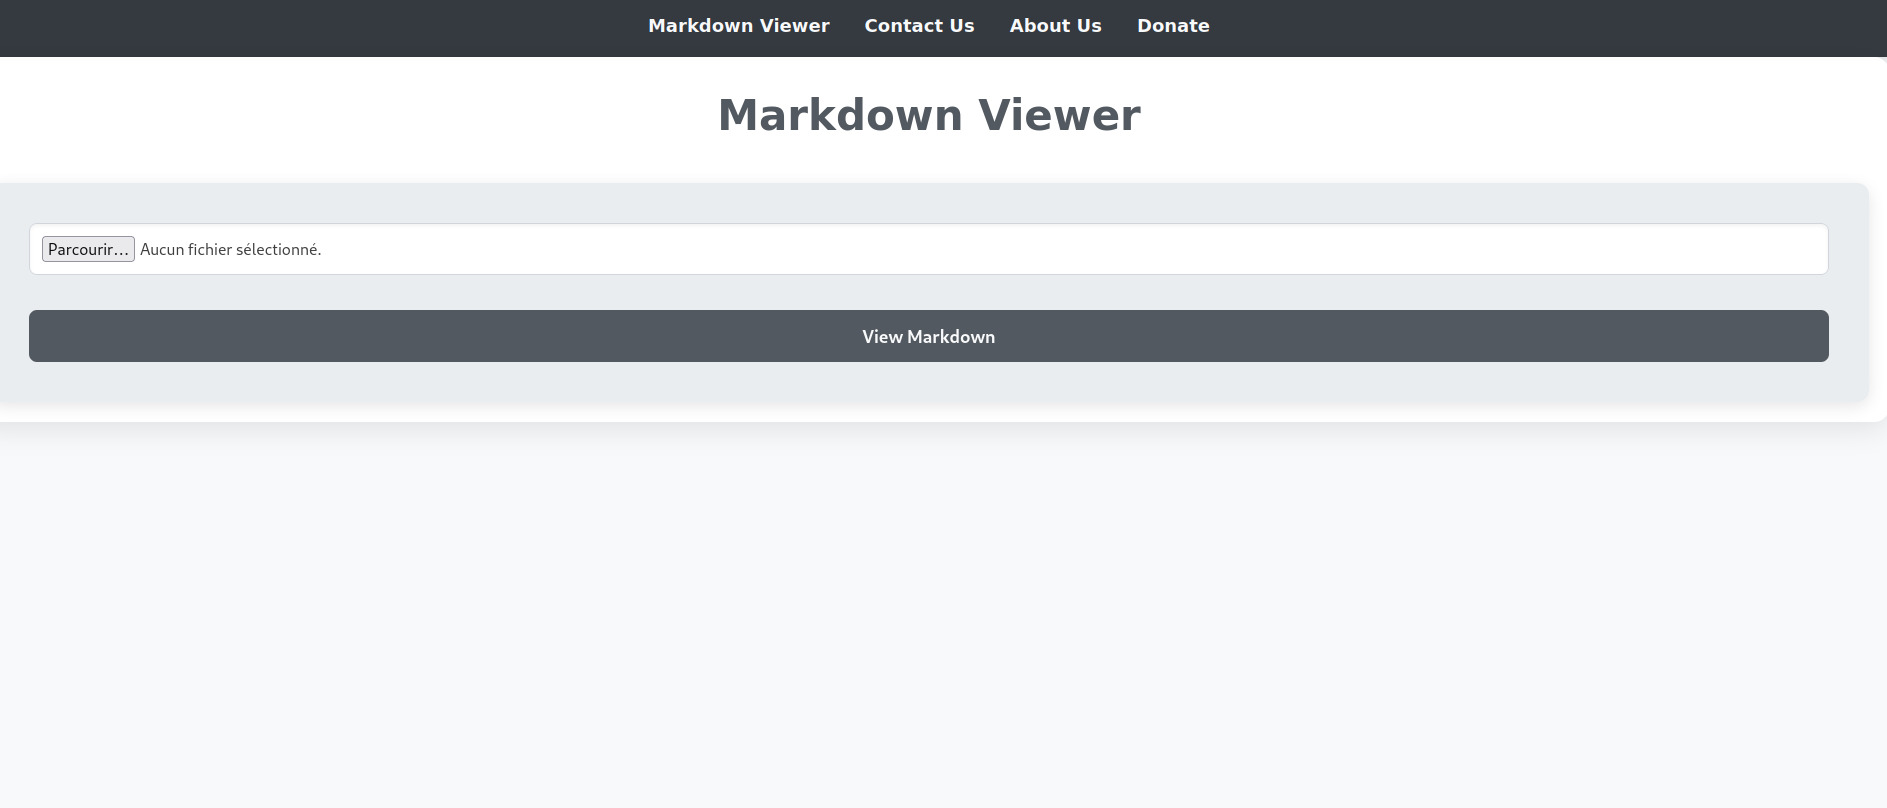 Markdown Viewer Contact Us About Us Donate
Markdown Viewer
Parcourir... Aucun fichier sélectionné.
View Markdown